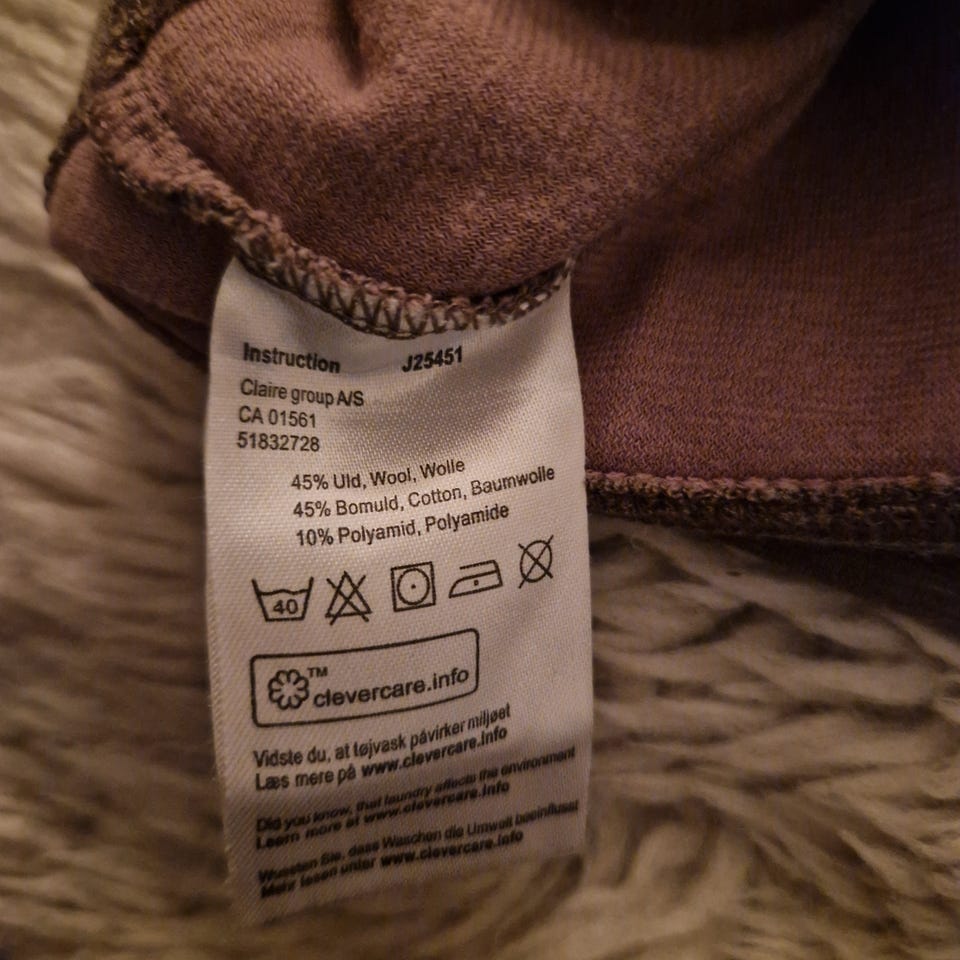 Instruction J25451
Claire group A/S
CA 01561
51832728
45% Uld, Wool, Wolle
45% Bomuld, Cotton, Baumwolle
10% Polyamid, Polyamide
40
TM
clevercare.info
Vidste du, at tøjvask påvirker miljøet
Læs mere på www.clevercare.info
Did you know, that laundry affects the environment
Learn more at www.clevercare.info
Wussten Sie, dass Waschen die Umwelt beeinflusst
Mehr lesen unter www.clevercare.info